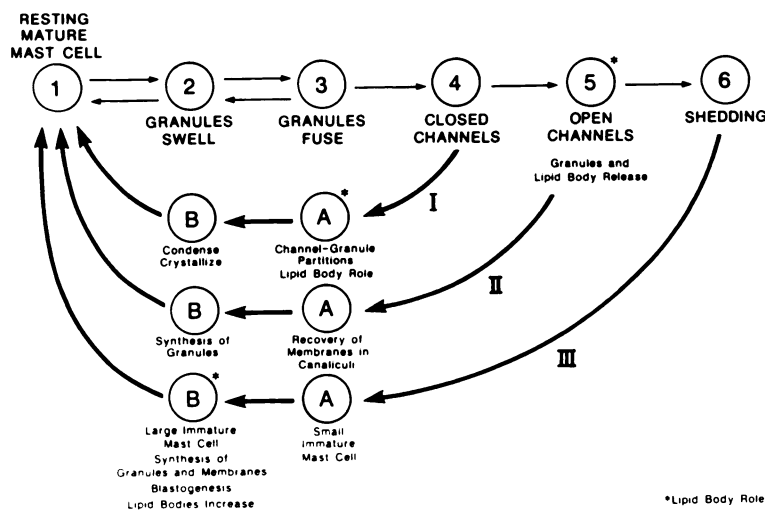 RESTING
MATURE
MAST CELL
1
2
3
4
5*
6
GRANULES
SWELL
GRANULES
FUSE
CLOSED
CHANNELS
OPEN
CHANNELS
SHEDDING
Granules and
Lipid Body Release
I
B
A*
Condense
Crystallize
Channel-Granule
Partitions
Lipid Body Role
II
B
A
Synthesis of
Granules
Recovery of
Membranes in
Canaliculi
III
B*
A
Large Immature
Mast Cell
Synthesis of
Granules and Membranes
Blastogenesis
Lipid Bodies Increase
Small
Immature
Mast Cell
*Lipid Body Role